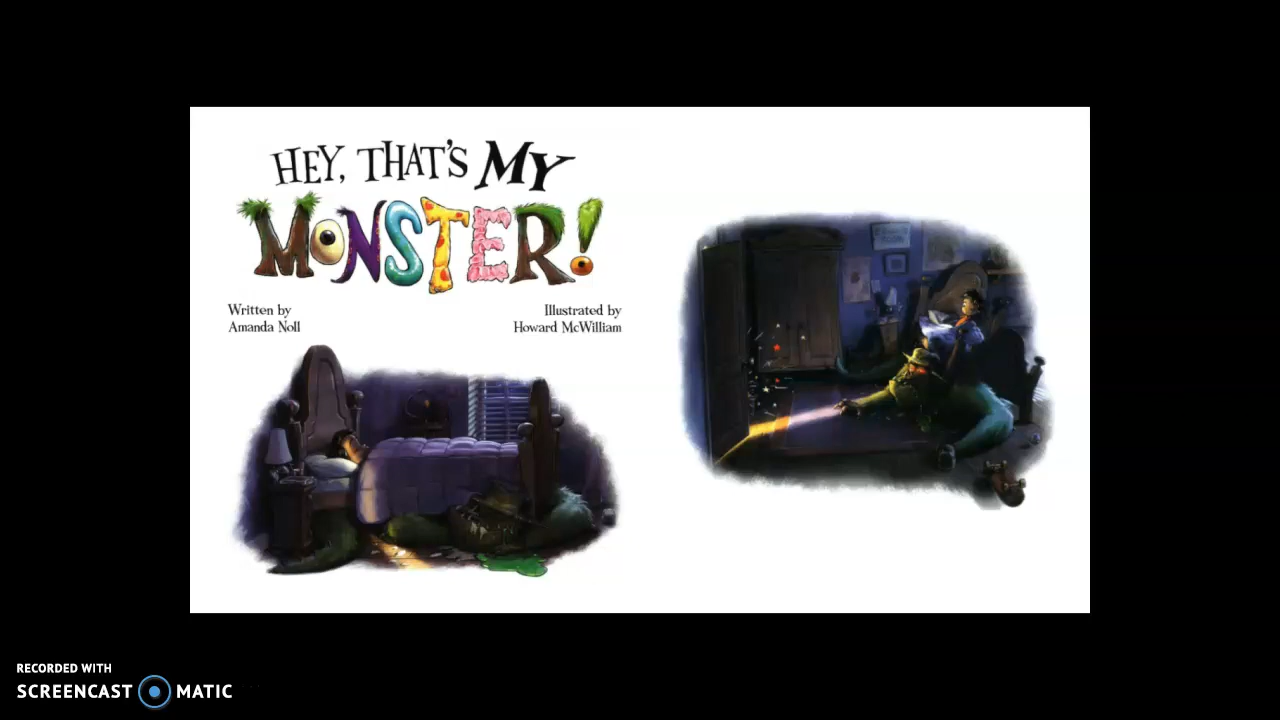 HEY, THAT'S MY
MONSTER!
Written by
Amanda Noll
Illustrated by
Howard McWilliam
RECORDED WITH
SCREENCAST MATIC